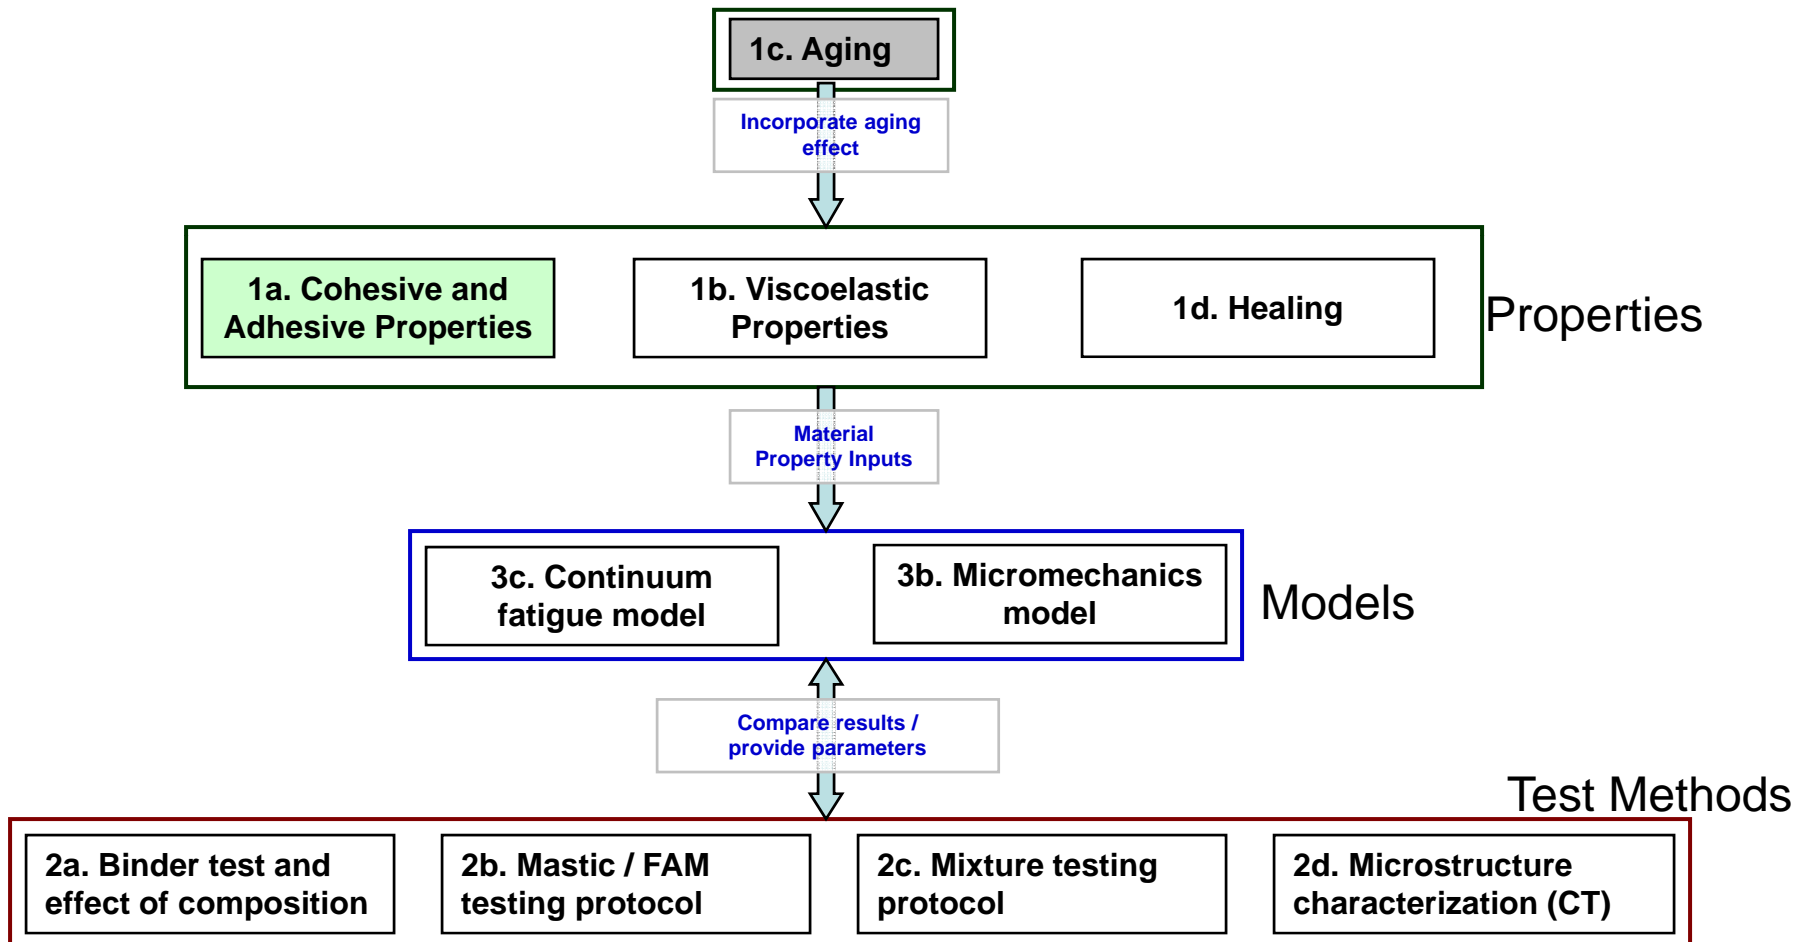 1c. Aging
Incorporate aging
effect
1a. Cohesive and
Adhesive Properties
1b. Viscoelastic
Properties
1d. Healing
Properties
Material
Property Inputs
3c. Continuum
fatigue model
3b. Micromechanics
model
Models
Compare results /
provide parameters
Test Methods
2a. Binder test and
effect of composition
2b. Mastic / FAM
testing protocol
2c. Mixture testing
protocol
2d. Microstructure
characterization (CT)